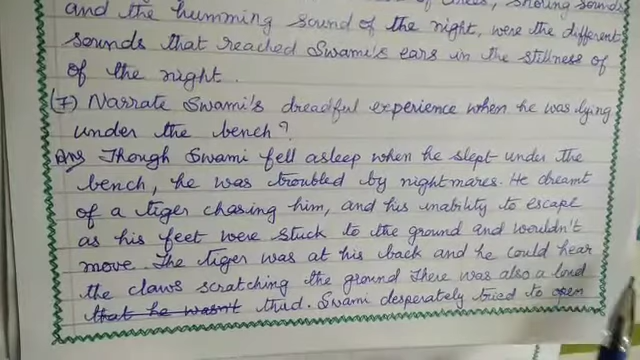 and the humming sound of the night, were the different
sounds that reached Swami's ears in the stillness of
of the night.
(7) Narrate Swami's dreadful experience when he was lying
under the bench?
Ans Though Swami fell asleep when he slept under the
bench, he was troubled by nightmares. He dreamt
of a tiger chasing him, and his inability to escape
as his feet were stuck to the ground and wouldn't
move. The tiger was at his back and he could hear
the claws scratching the ground There was also a loud
that he wasn't thud. Swami desperately tried to open